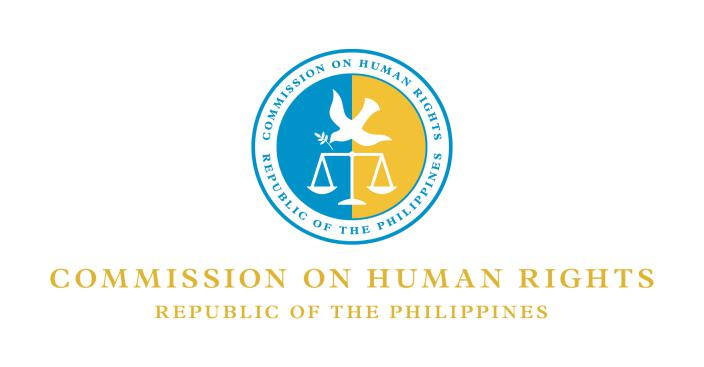 COMMISSION ON HUMAN RIGHTS
REPUBLIC OF THE PHILIPPINES
COMMISSION ON HUMAN RIGHTS
REPUBLIC OF THE PHILIPPINES